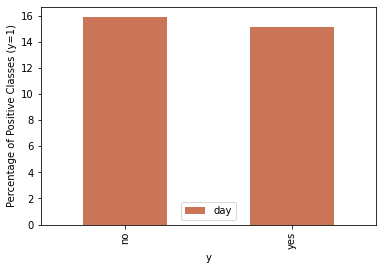 Percentage of Positive Classes (y=1)
16
14
12
10
8
6
4
2
0
day
no
yes
y